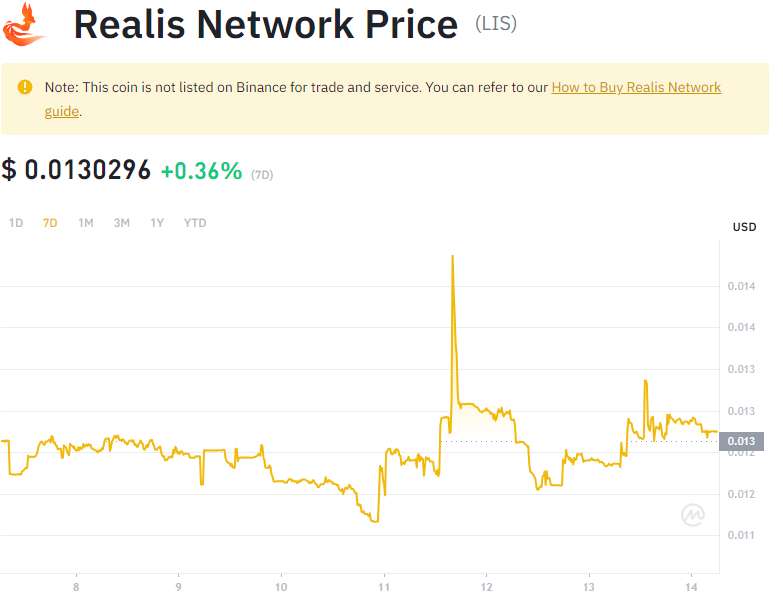 Realis Network Price (LIS)
Note: This coin is not listed on Binance for trade and service. You can refer to our How to Buy Realis Network
guide.
$ 0.0130296 +0.36% (7D)
1D 7D 1M 3M 1Y YTD
USD
0.014
0.014
0.013
0.013
0.013
0.012
0.012
0.011
8 9 10 11 12 13 14